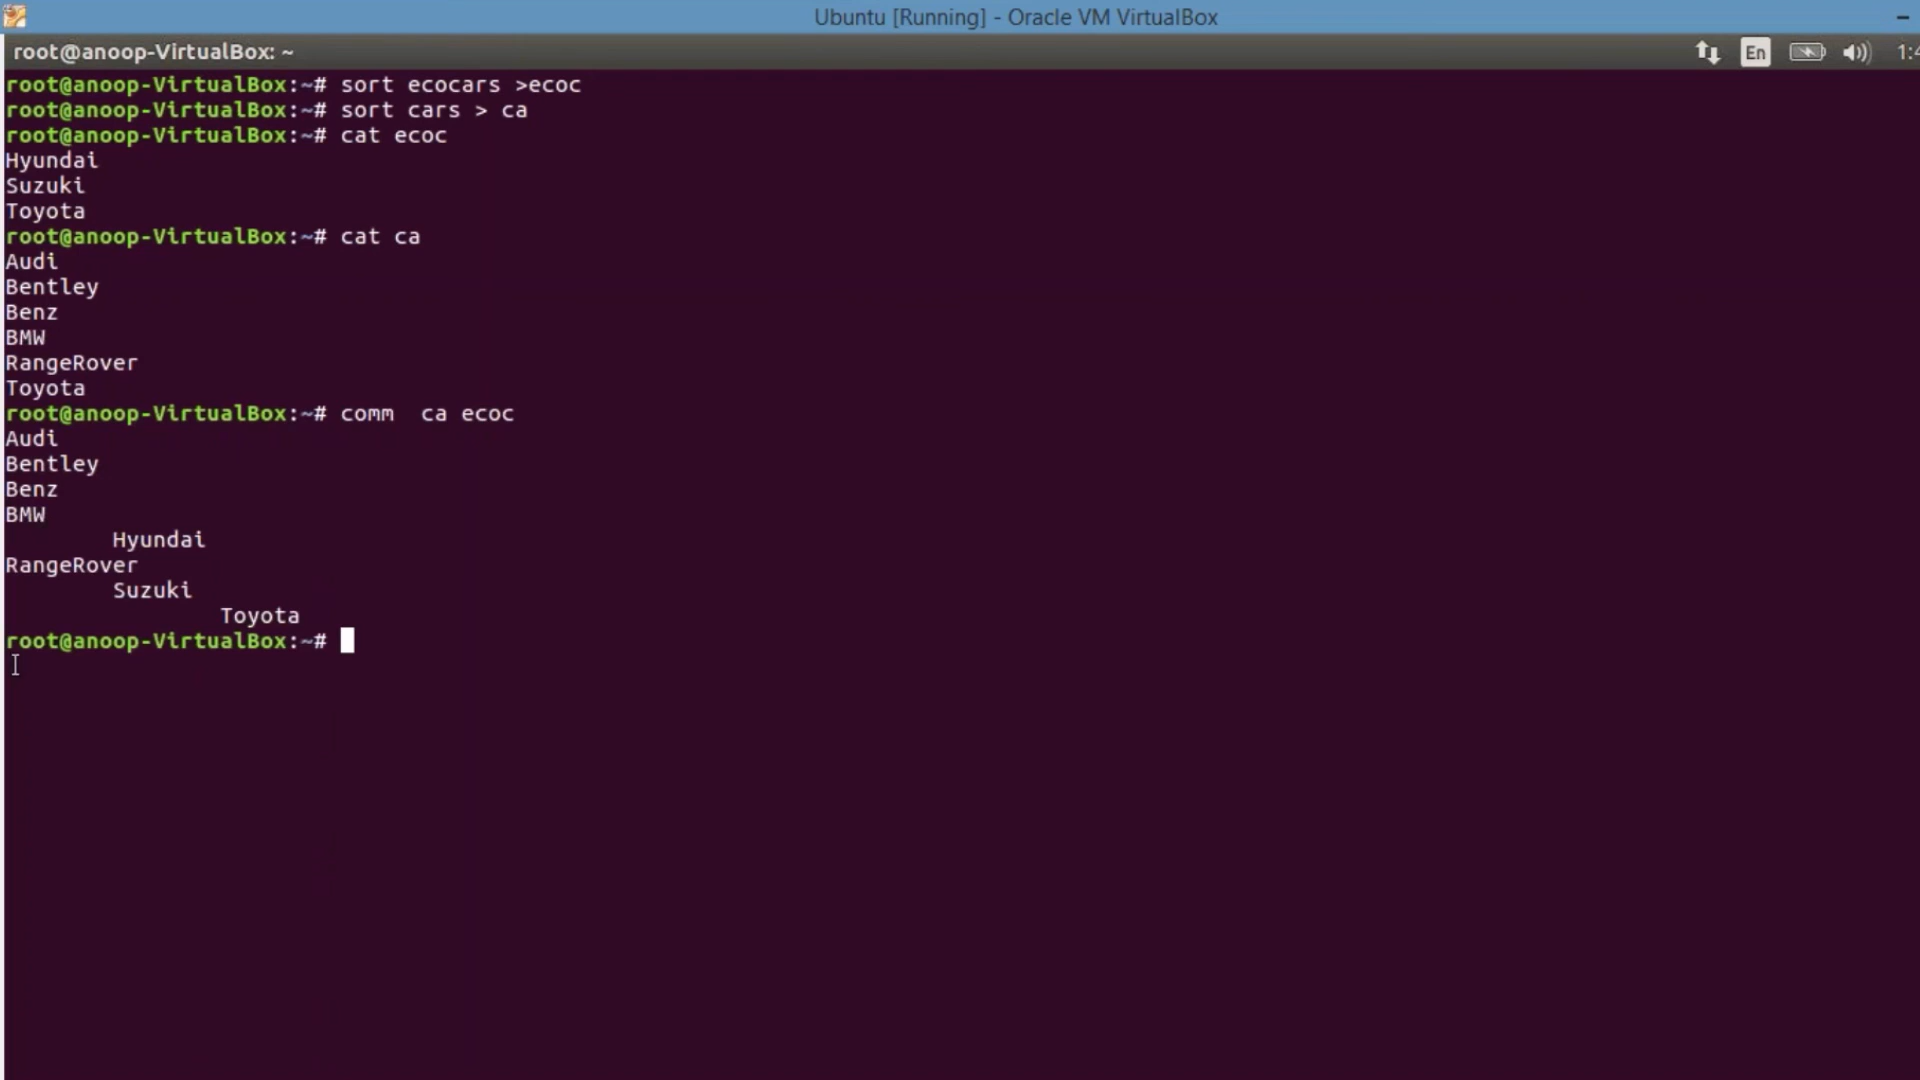 Ubuntu [Running] - Oracle VM VirtualBox
root@anoop-VirtualBox: ~
En
root@anoop-VirtualBox:~# sort ecocars >ecoc
root@anoop-VirtualBox:~# sort cars > ca
root@anoop-VirtualBox:~# cat ecoc
Hyundai
Suzuki
Toyota
root@anoop-VirtualBox:~# cat ca
Audi
Bentley
Benz
BMW
RangeRover
Toyota
root@anoop-VirtualBox:~# comm  ca ecoc
Audi
Bentley
Benz
BMW
        Hyundai
RangeRover
        Suzuki
                Toyota
root@anoop-VirtualBox:~#